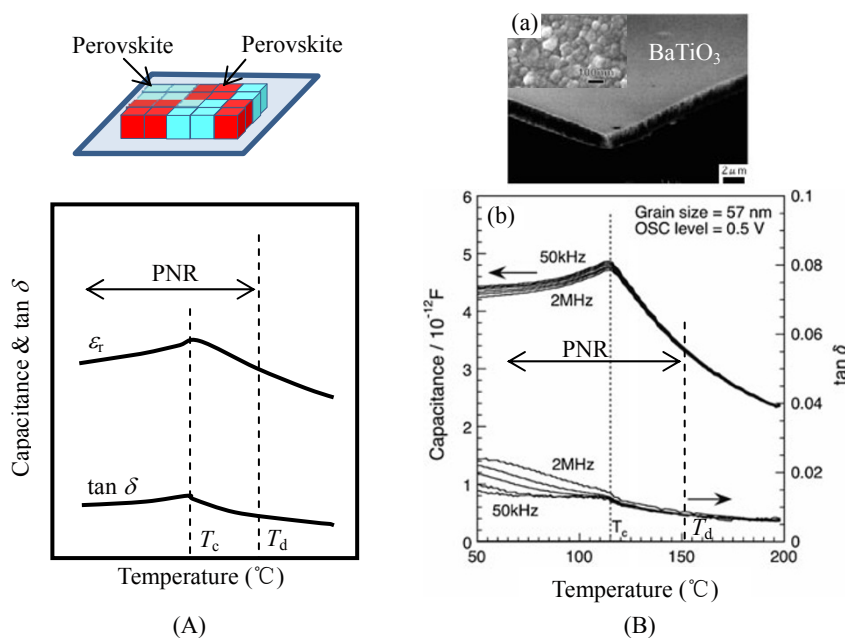 Perovskite Perovskite
PNR
εr
tan δ
Tc Td
Capacitance & tan δ
Temperature (℃)
(A)
(a)
BaTiO3
2μm
(b)
Grain size = 57 nm
OSC level = 0.5 V
50kHz
2MHz
PNR
2MHz
50kHz
Tc Td
6
5
4
3
2
1
0
Capacitance / 10-12F
0.1
0.08
0.06
0.04
0.02
0
tan δ
50 100 150 200
Temperature (℃)
(B)